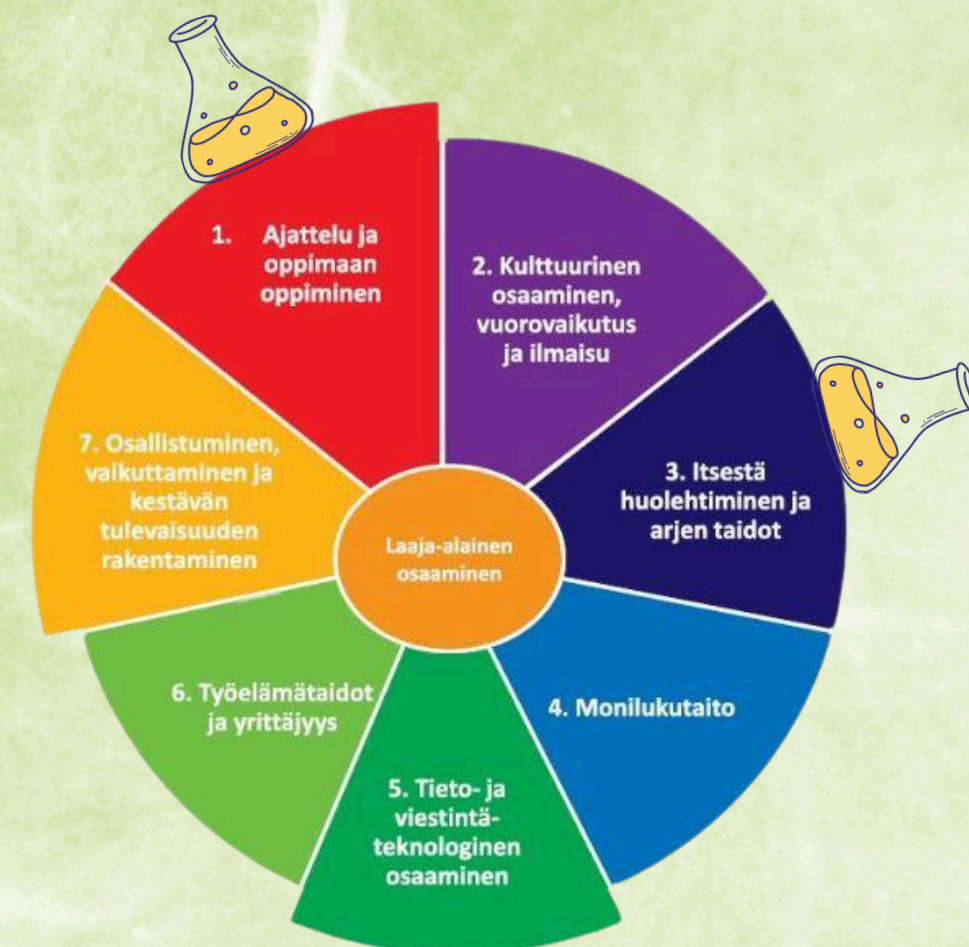 1. Ajattelu ja
oppimaan
oppiminen
2. Kulttuurinen
osaaminen,
vuorovaikutus
ja ilmaisu
3. Itsestä
huolehtiminen ja
arjen taidot
4. Monilukutaito
5. Tieto- ja
viestintä-
teknologinen
osaaminen
6. Työelämätaidot
ja yrittäjyys
7. Osallistuminen,
vaikuttaminen ja
kestävän
tulevaisuuden
rakentaminen
Laaja-alainen
osaaminen